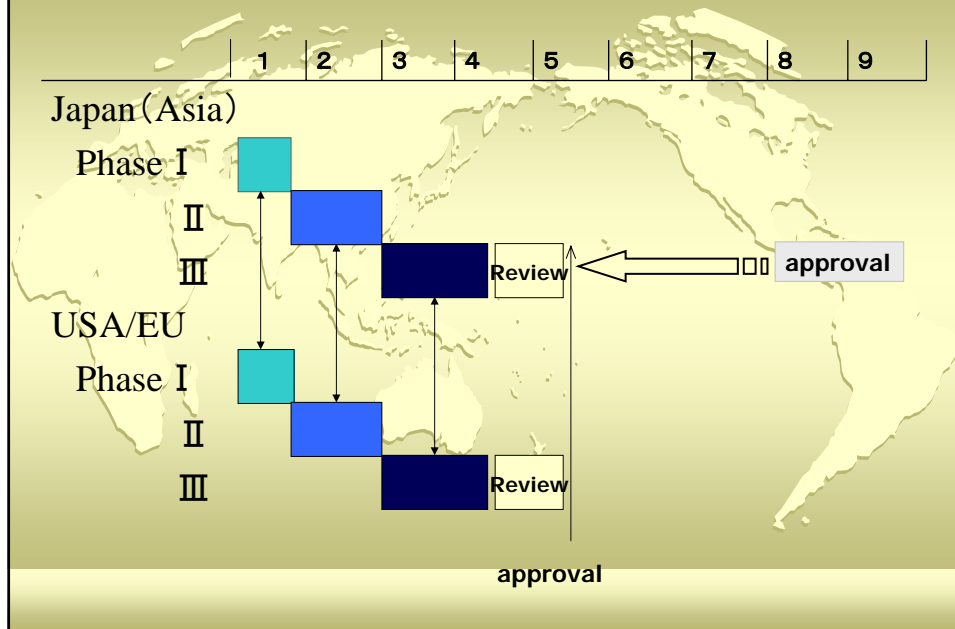 1 2 3 4 5 6 7 8 9
Japan(Asia)
Phase Ⅰ
Ⅱ
Ⅲ Review approval
USA/EU
Phase Ⅰ
Ⅱ
Ⅲ Review
approval